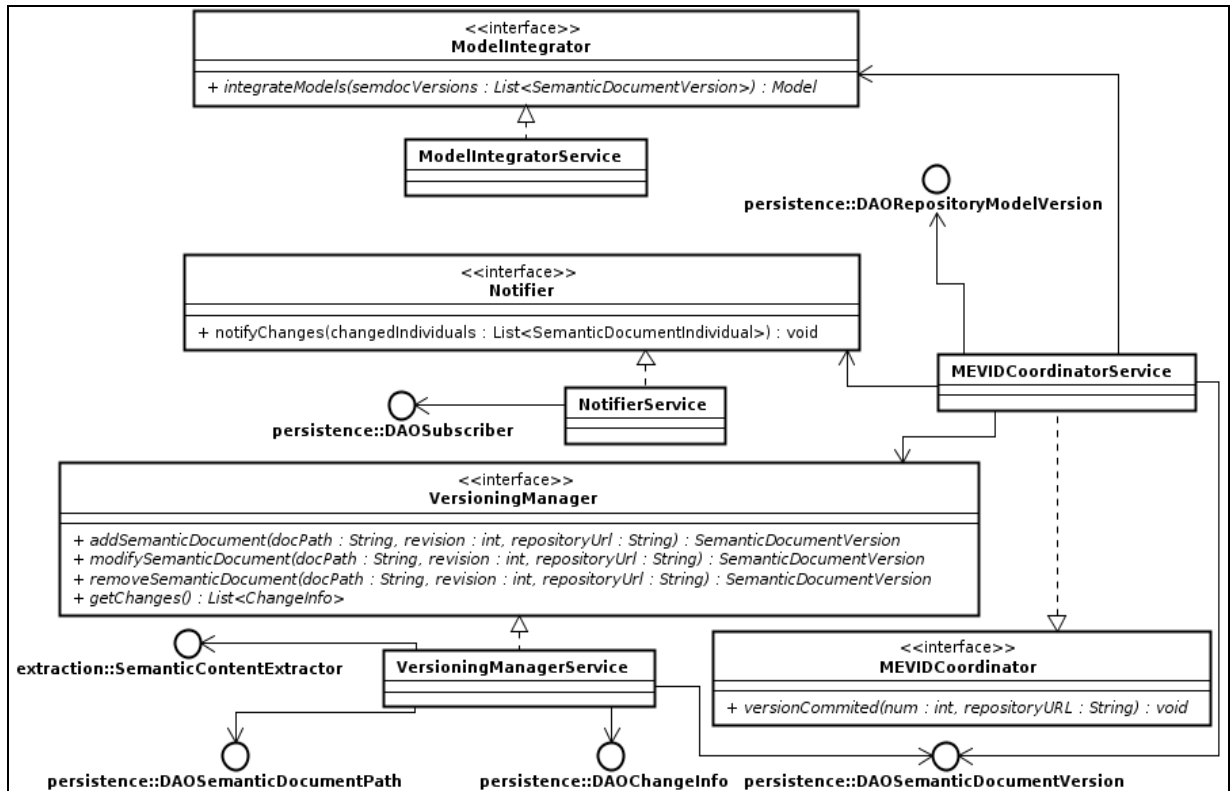 <<interface>>
ModelIntegrator
+ integrateModels(semdocVersions : List<SemanticDocumentVersion>) : Model
ModelIntegratorService
persistence::DAORepositoryModelVersion
<<interface>>
Notifier
+ notifyChanges(changedIndividuals : List<SemanticDocumentIndividual>) : void
MEVIDCoordinatorService
NotifierService
persistence::DAOSubscriber
<<interface>>
VersioningManager
+ addSemanticDocument(docPath : String, revision : int, repositoryUrl : String) : SemanticDocumentVersion
+ modifySemanticDocument(docPath : String, revision : int, repositoryUrl : String) : SemanticDocumentVersion
+ removeSemanticDocument(docPath : String, revision : int, repositoryUrl : String) : SemanticDocumentVersion
+ getChanges() : List<ChangeInfo>
extraction::SemanticContentExtractor
VersioningManagerService
<<interface>>
MEVIDCoordinator
+ versionCommited(num : int, repositoryURL : String) : void
persistence::DAOSemanticDocumentPath
persistence::DAOChangeInfo
persistence::DAOSemanticDocumentVersion